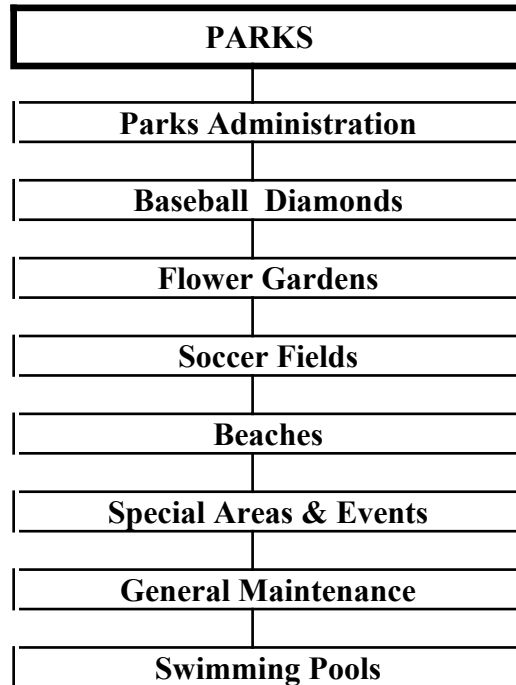 PARKS
Parks Administration
Baseball Diamonds
Flower Gardens
Soccer Fields
Beaches
Special Areas & Events
General Maintenance
Swimming Pools